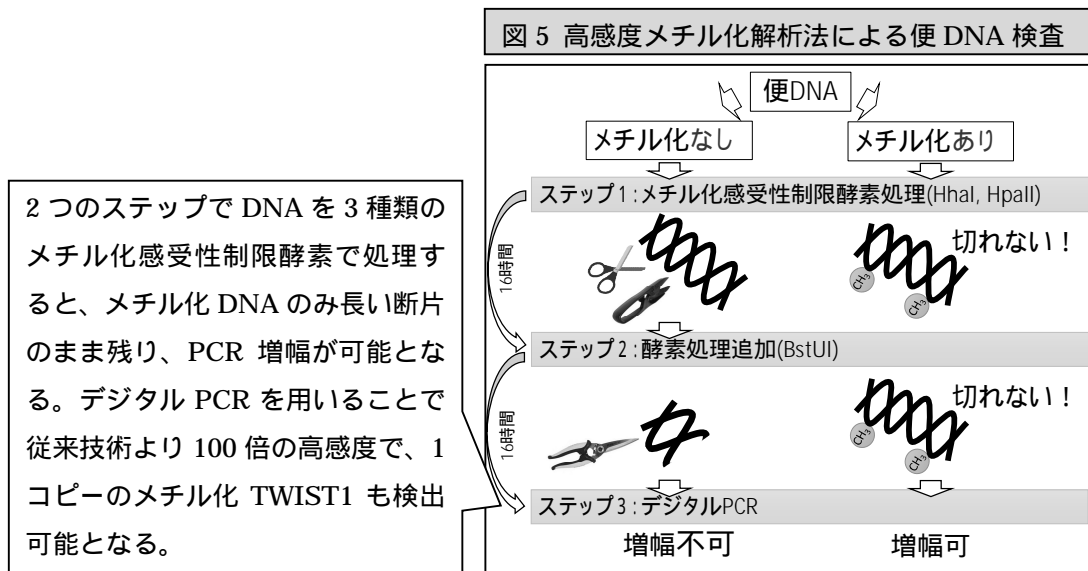 図 5 高感度メチル化解析法による便 DNA 検査
便DNA
メチル化なし
メチル化あり
ステップ1:メチル化感受性制限酵素処理(HhaI, HpaII)
16時間
切れない!
CH3
CH3
ステップ2:酵素処理追加(BstUI)
16時間
切れない!
CH3
CH3
ステップ3:デジタルPCR
増幅不可
増幅可
2 つのステップで DNA を 3 種類の
メチル化感受性制限酵素で処理す
ると、メチル化 DNA のみ長い断片
のまま残り、PCR 増幅が可能とな
る。デジタル PCR を用いることで
従来技術より 100 倍の高感度で、1
コピーのメチル化 TWIST1 も検出
可能となる。